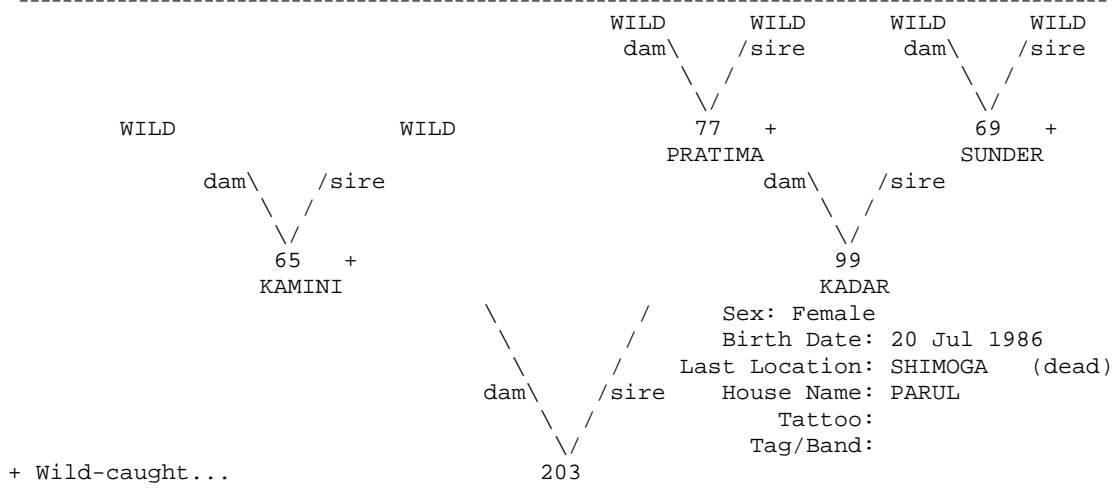 --------------------------------------------------------------------------------
WILD WILD WILD WILD
dam\ /sire dam\ /sire
\ / \ /
\/ \/
WILD WILD 77 + 69 +
PRATIMA SUNDER
dam\ /sire dam\ /sire
\ / \ /
\/ \/
65 + 99
KAMINI KADAR
\ / Sex: Female
\ / Birth Date: 20 Jul 1986
\ / Last Location: SHIMOGA (dead)
dam\ /sire House Name: PARUL
\ / Tattoo:
\/ Tag/Band:
+ Wild-caught... 203